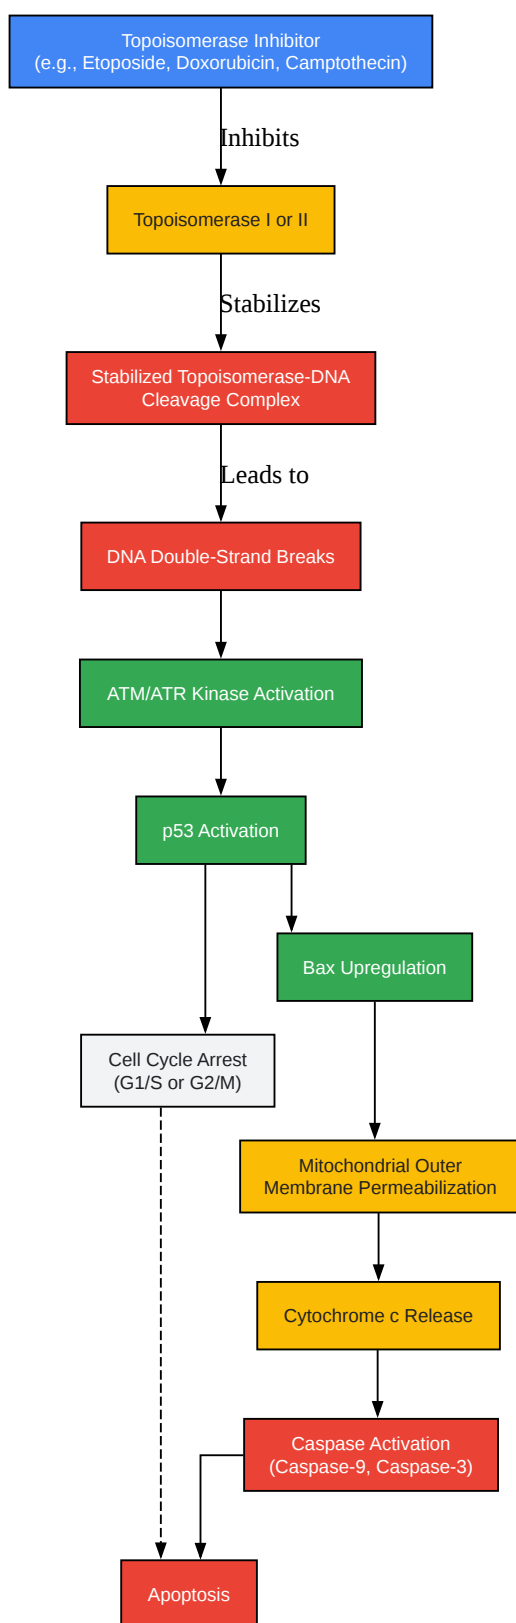 Topoisomerase Inhibitor
(e.g., Etoposide, Doxorubicin, Camptothecin)
Inhibits
Topoisomerase I or II
Stabilizes
Stabilized Topoisomerase-DNA
Cleavage Complex
Leads to
DNA Double-Strand Breaks
ATM/ATR Kinase Activation
p53 Activation
Bax Upregulation
Cell Cycle Arrest
(G1/S or G2/M)
Mitochondrial Outer
Membrane Permeabilization
Cytochrome c Release
Caspase Activation
(Caspase-9, Caspase-3)
Apoptosis